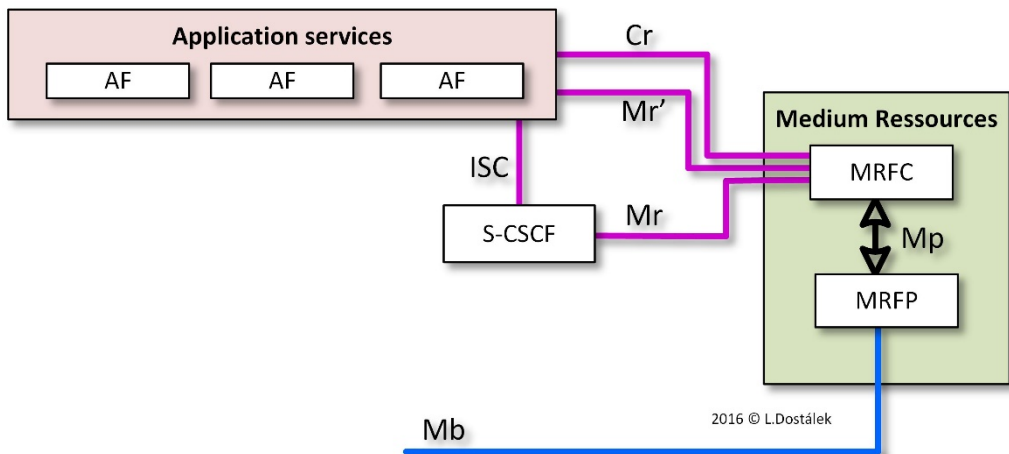 Application services
AF
AF
AF
Cr
Mr’
ISC
Medium Ressources
MRFC
S-CSCF
Mr
Mp
MRFP
2016 © L.Dostálek
Mb